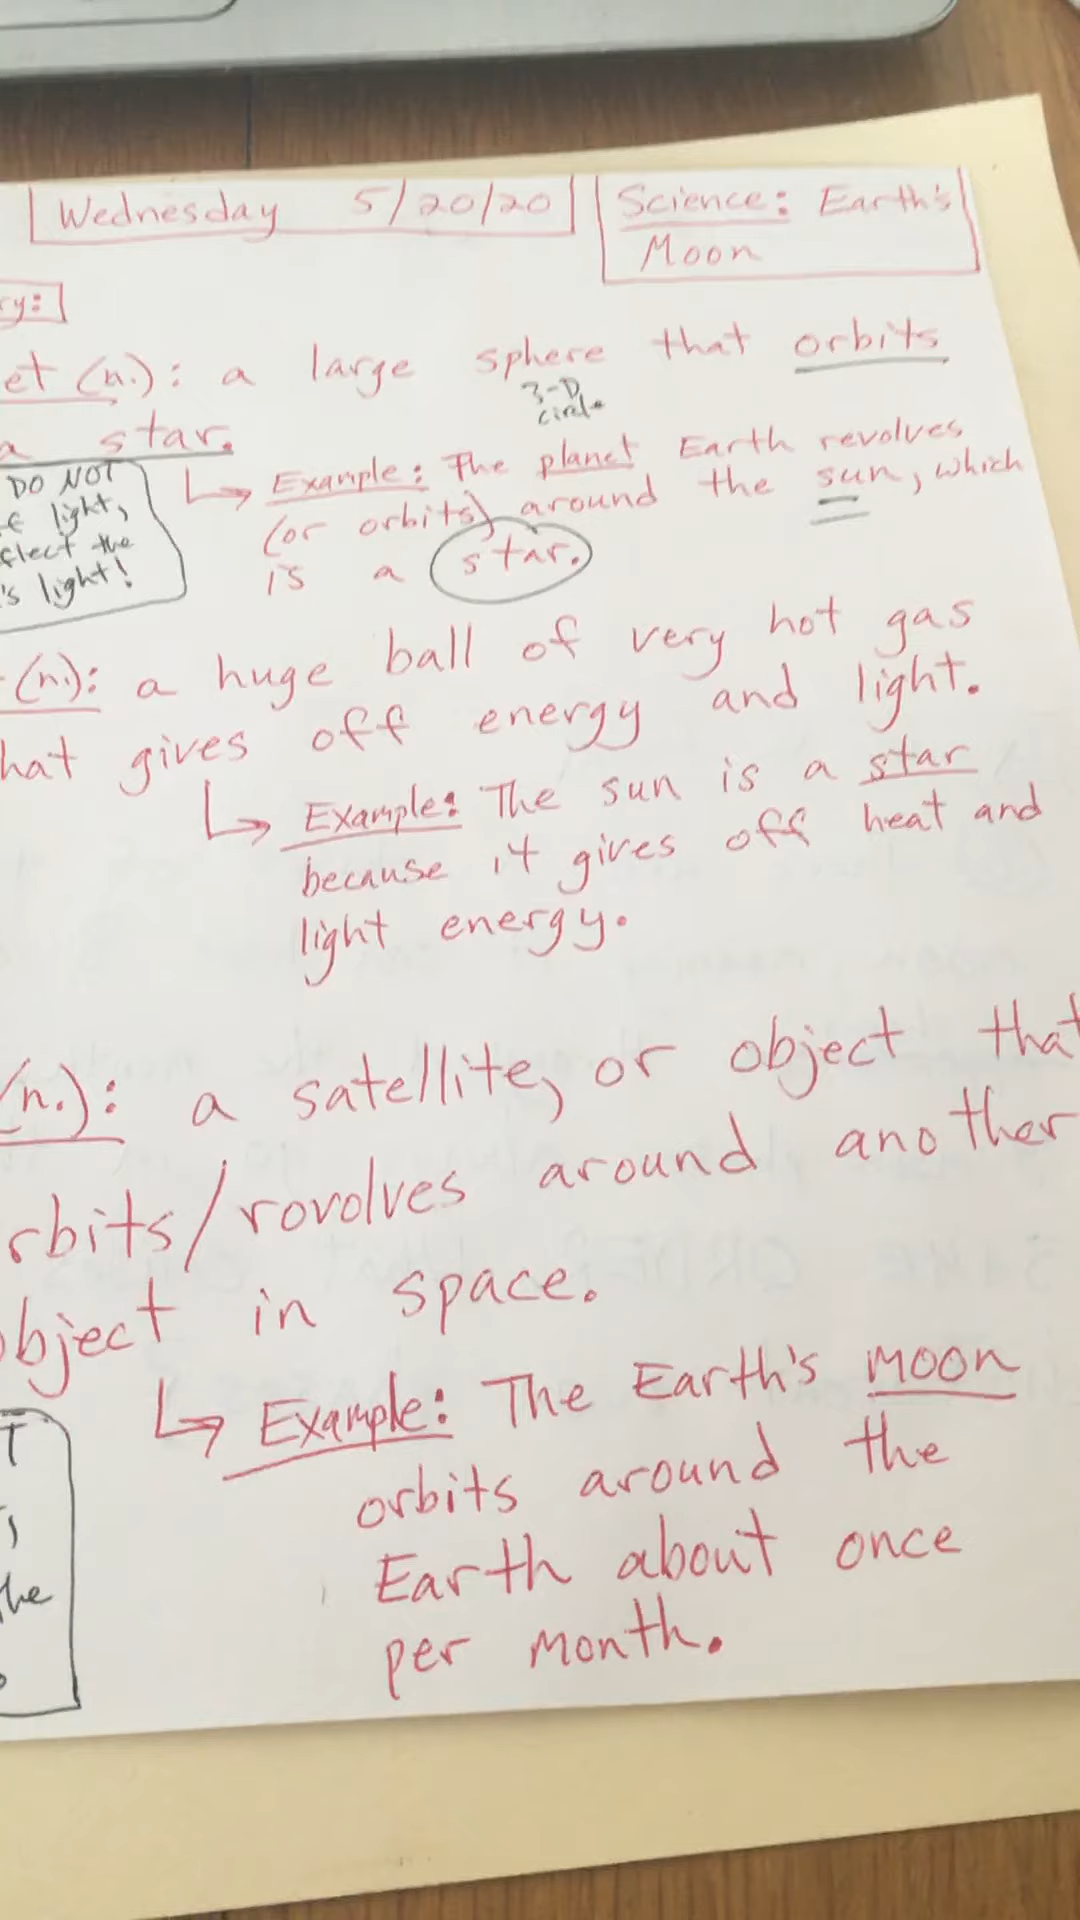 Wednesday 5/20/20
Science: Earth's
Moon
ry:
et (n.): a large sphere that orbits
3-D
circle
a star.
DO NOT
light,
flect the
's light!
Example: The planet Earth revolves
(or orbits) around the sun, which
is a star.
(n.): a huge ball of very hot gas
hat gives off energy and light.
Example: The sun is a star
because it gives off heat and
light energy.
(n.): a satellite, or object that
rbits/rovolves around another
object in space.
T
s
the
Example: The Earth's moon
orbits around the
Earth about once
per month.